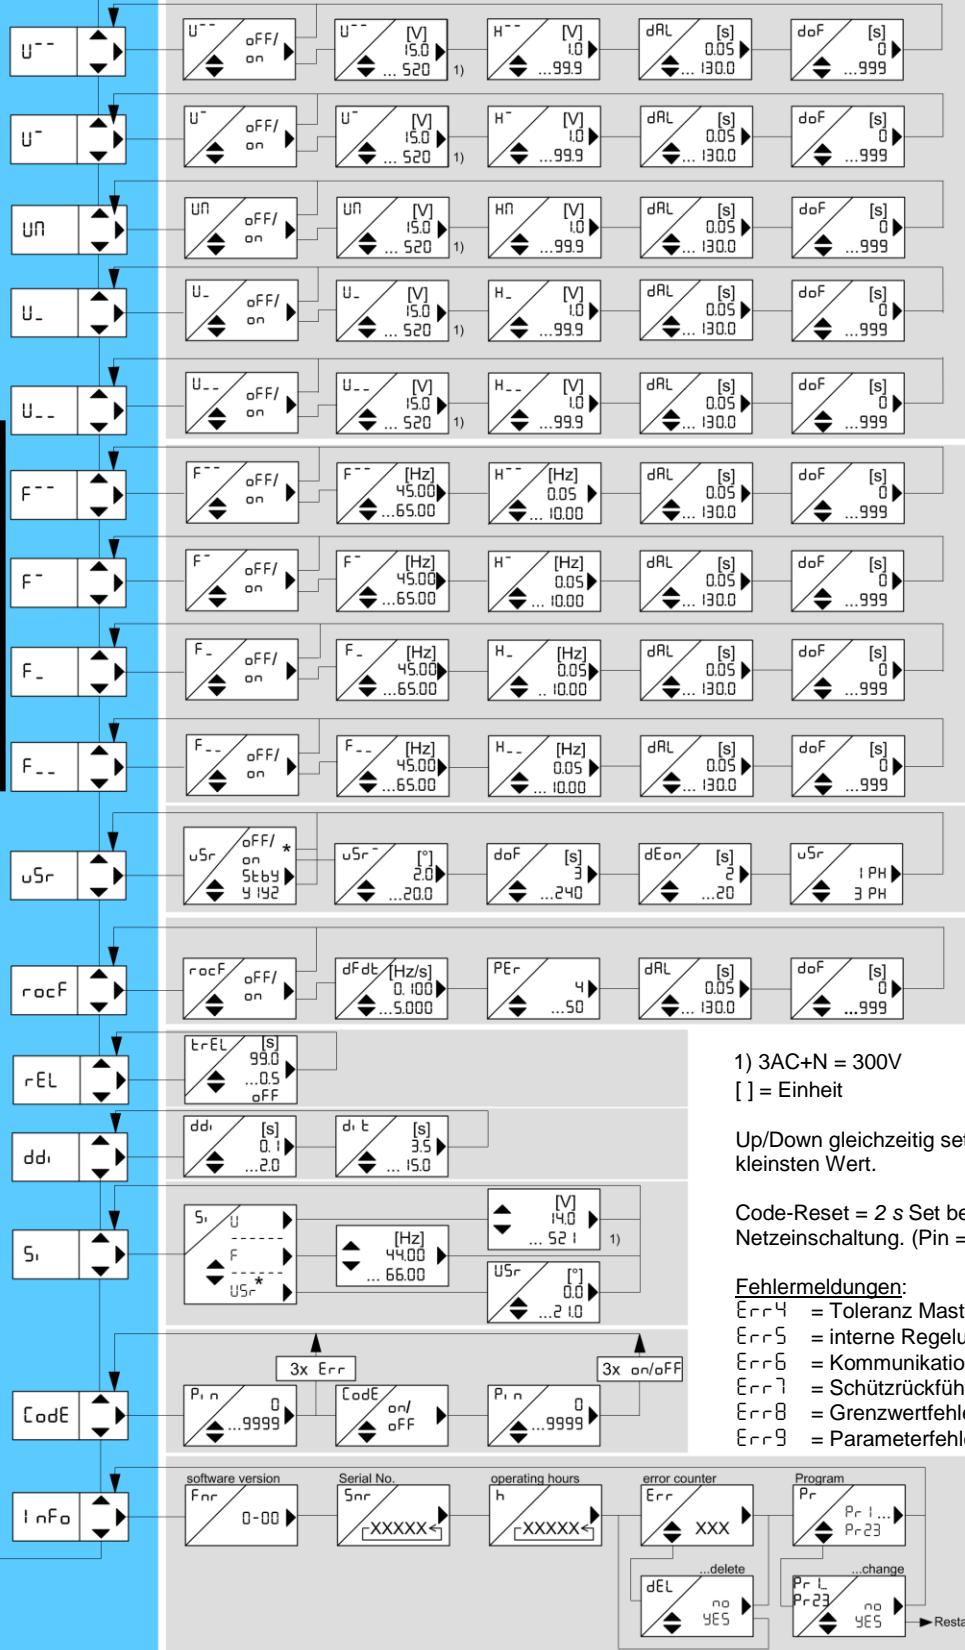 U¯¯ U¯¯ oFF/ on U¯¯ [V] 15.0 ... 520 1) H¯¯ [V] 1.0 ...99.9 dAL [s] 0.05 ... 130.0 doF [s] 0 ...999
U¯ U¯ oFF/ on U¯ [V] 15.0 ... 520 1) H¯ [V] 1.0 ...99.9 dAL [s] 0.05 ... 130.0 doF [s] 0 ...999
Un Un oFF/ on Un [V] 15.0 ... 520 1) Hn [V] 1.0 ...99.9 dAL [s] 0.05 ... 130.0 doF [s] 0 ...999
U_ U_ oFF/ on U_ [V] 15.0 ... 520 1) H_ [V] 1.0 ...99.9 dAL [s] 0.05 ... 130.0 doF [s] 0 ...999
U__ U__ oFF/ on U__ [V] 15.0 ... 520 1) H__ [V] 1.0 ...99.9 dAL [s] 0.05 ... 130.0 doF [s] 0 ...999
F¯¯ F¯¯ oFF/ on F¯¯ [Hz] 45.00 ...65.00 H¯¯ [Hz] 0.05 ... 10.00 dAL [s] 0.05 ... 130.0 doF [s] 0 ...999
F¯ F¯ oFF/ on F¯ [Hz] 45.00 ...65.00 H¯ [Hz] 0.05 ... 10.00 dAL [s] 0.05 ... 130.0 doF [s] 0 ...999
F_ F_ oFF/ on F_ [Hz] 45.00 ...65.00 H_ [Hz] 0.05 .. 10.00 dAL [s] 0.05 ... 130.0 doF [s] 0 ...999
F__ F__ oFF/ on F__ [Hz] 45.00 ...65.00 H__ [Hz] 0.05 ... 10.00 dAL [s] 0.05 ... 130.0 doF [s] 0 ...999
uSr uSr oFF/ * on Stby y1y2 uSr¯ [°] 2.0 ...20.0 doF [s] 3 ...240 dEon [s] 2 ...20 uSr 1 PH 3 PH
rocF rocF oFF/ on dFdt [Hz/s] 0.100 ...5.000 PEr 4 ...50 dAL [s] 0.05 ... 130.0 doF [s] 0 ...999
rEL trEL [s] 99.0 ...0.5 oFF
1) 3AC+N = 300V
[ ] = Einheit
ddi ddi [s] 0.1 ...2.0 dit [s] 3.5 ... 15.0
Up/Down gleichzeitig
kleinsten Wert.
Si Si U F USr* [Hz] 44.00 ... 66.00 [V] 14.0 ... 521 1) USr [°] 0.0 ...21.0
Code-Reset = 2 s Set
Netzeinschaltung. (Pin =
Fehlermeldungen:
Err4 = Toleranz
Err5 = interne
Err6 =
Err7 =
Err8 =
Err9 =
3x Err 3x on/oFF
CodE Pin 0 ...9999 CodE on/ oFF Pin 0 ...9999
software version Serial No. operating hours error counter Program
InFo Fnr 0-00 Snr XXXXX h XXXXX Err XXX Pr Pr1... Pr23
...delete ...change
dEL no YES Pr1_ Pr23 no YES